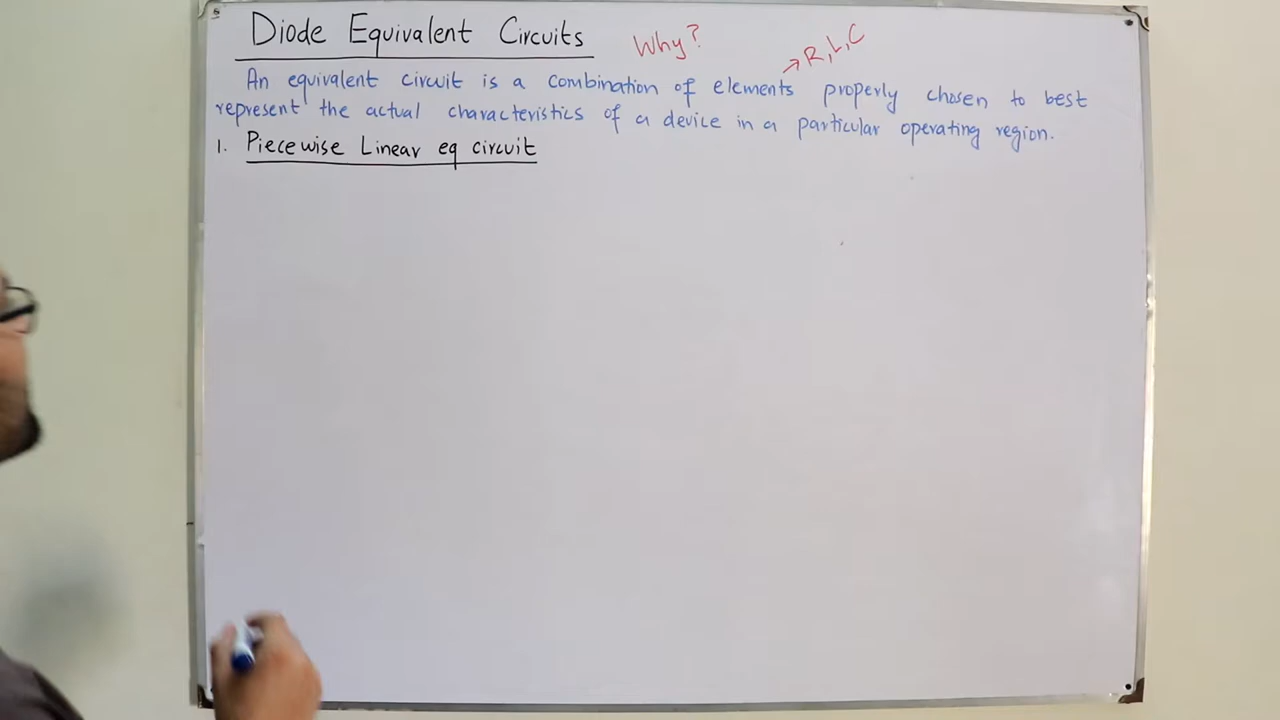 Diode Equivalent Circuits Why?
→ R, L, C
An equivalent circuit is a combination of elements properly chosen to best
represent the actual characteristics of a device in a particular operating region.
1. Piecewise Linear eq circuit